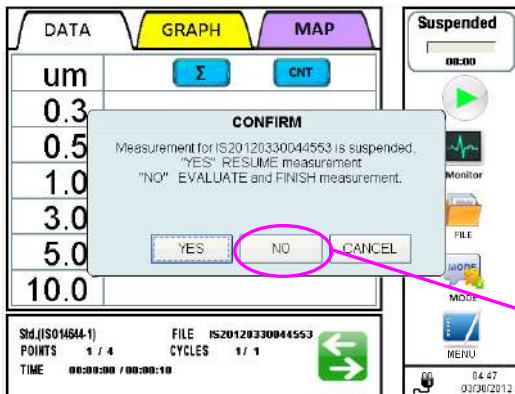 DATA
GRAPH
MAP
um
Σ
CNT
0.3
0.5
1.0
3.0
5.0
10.0
CONFIRM
Measurement for IS20120330044553 is suspended.
"YES" RESUME measurement
"NO" EVALUATE and FINISH measurement.
YES
NO
CANCEL
Std.(ISO14644-1)
FILE IS20120330044553
POINTS 1 / 4
CYCLES 1/ 1
TIME 00:00:00 / 00:00:10
Suspended
00:00
Monitor
FILE
MODE
MODE
MENU
04:47
03/30/2012